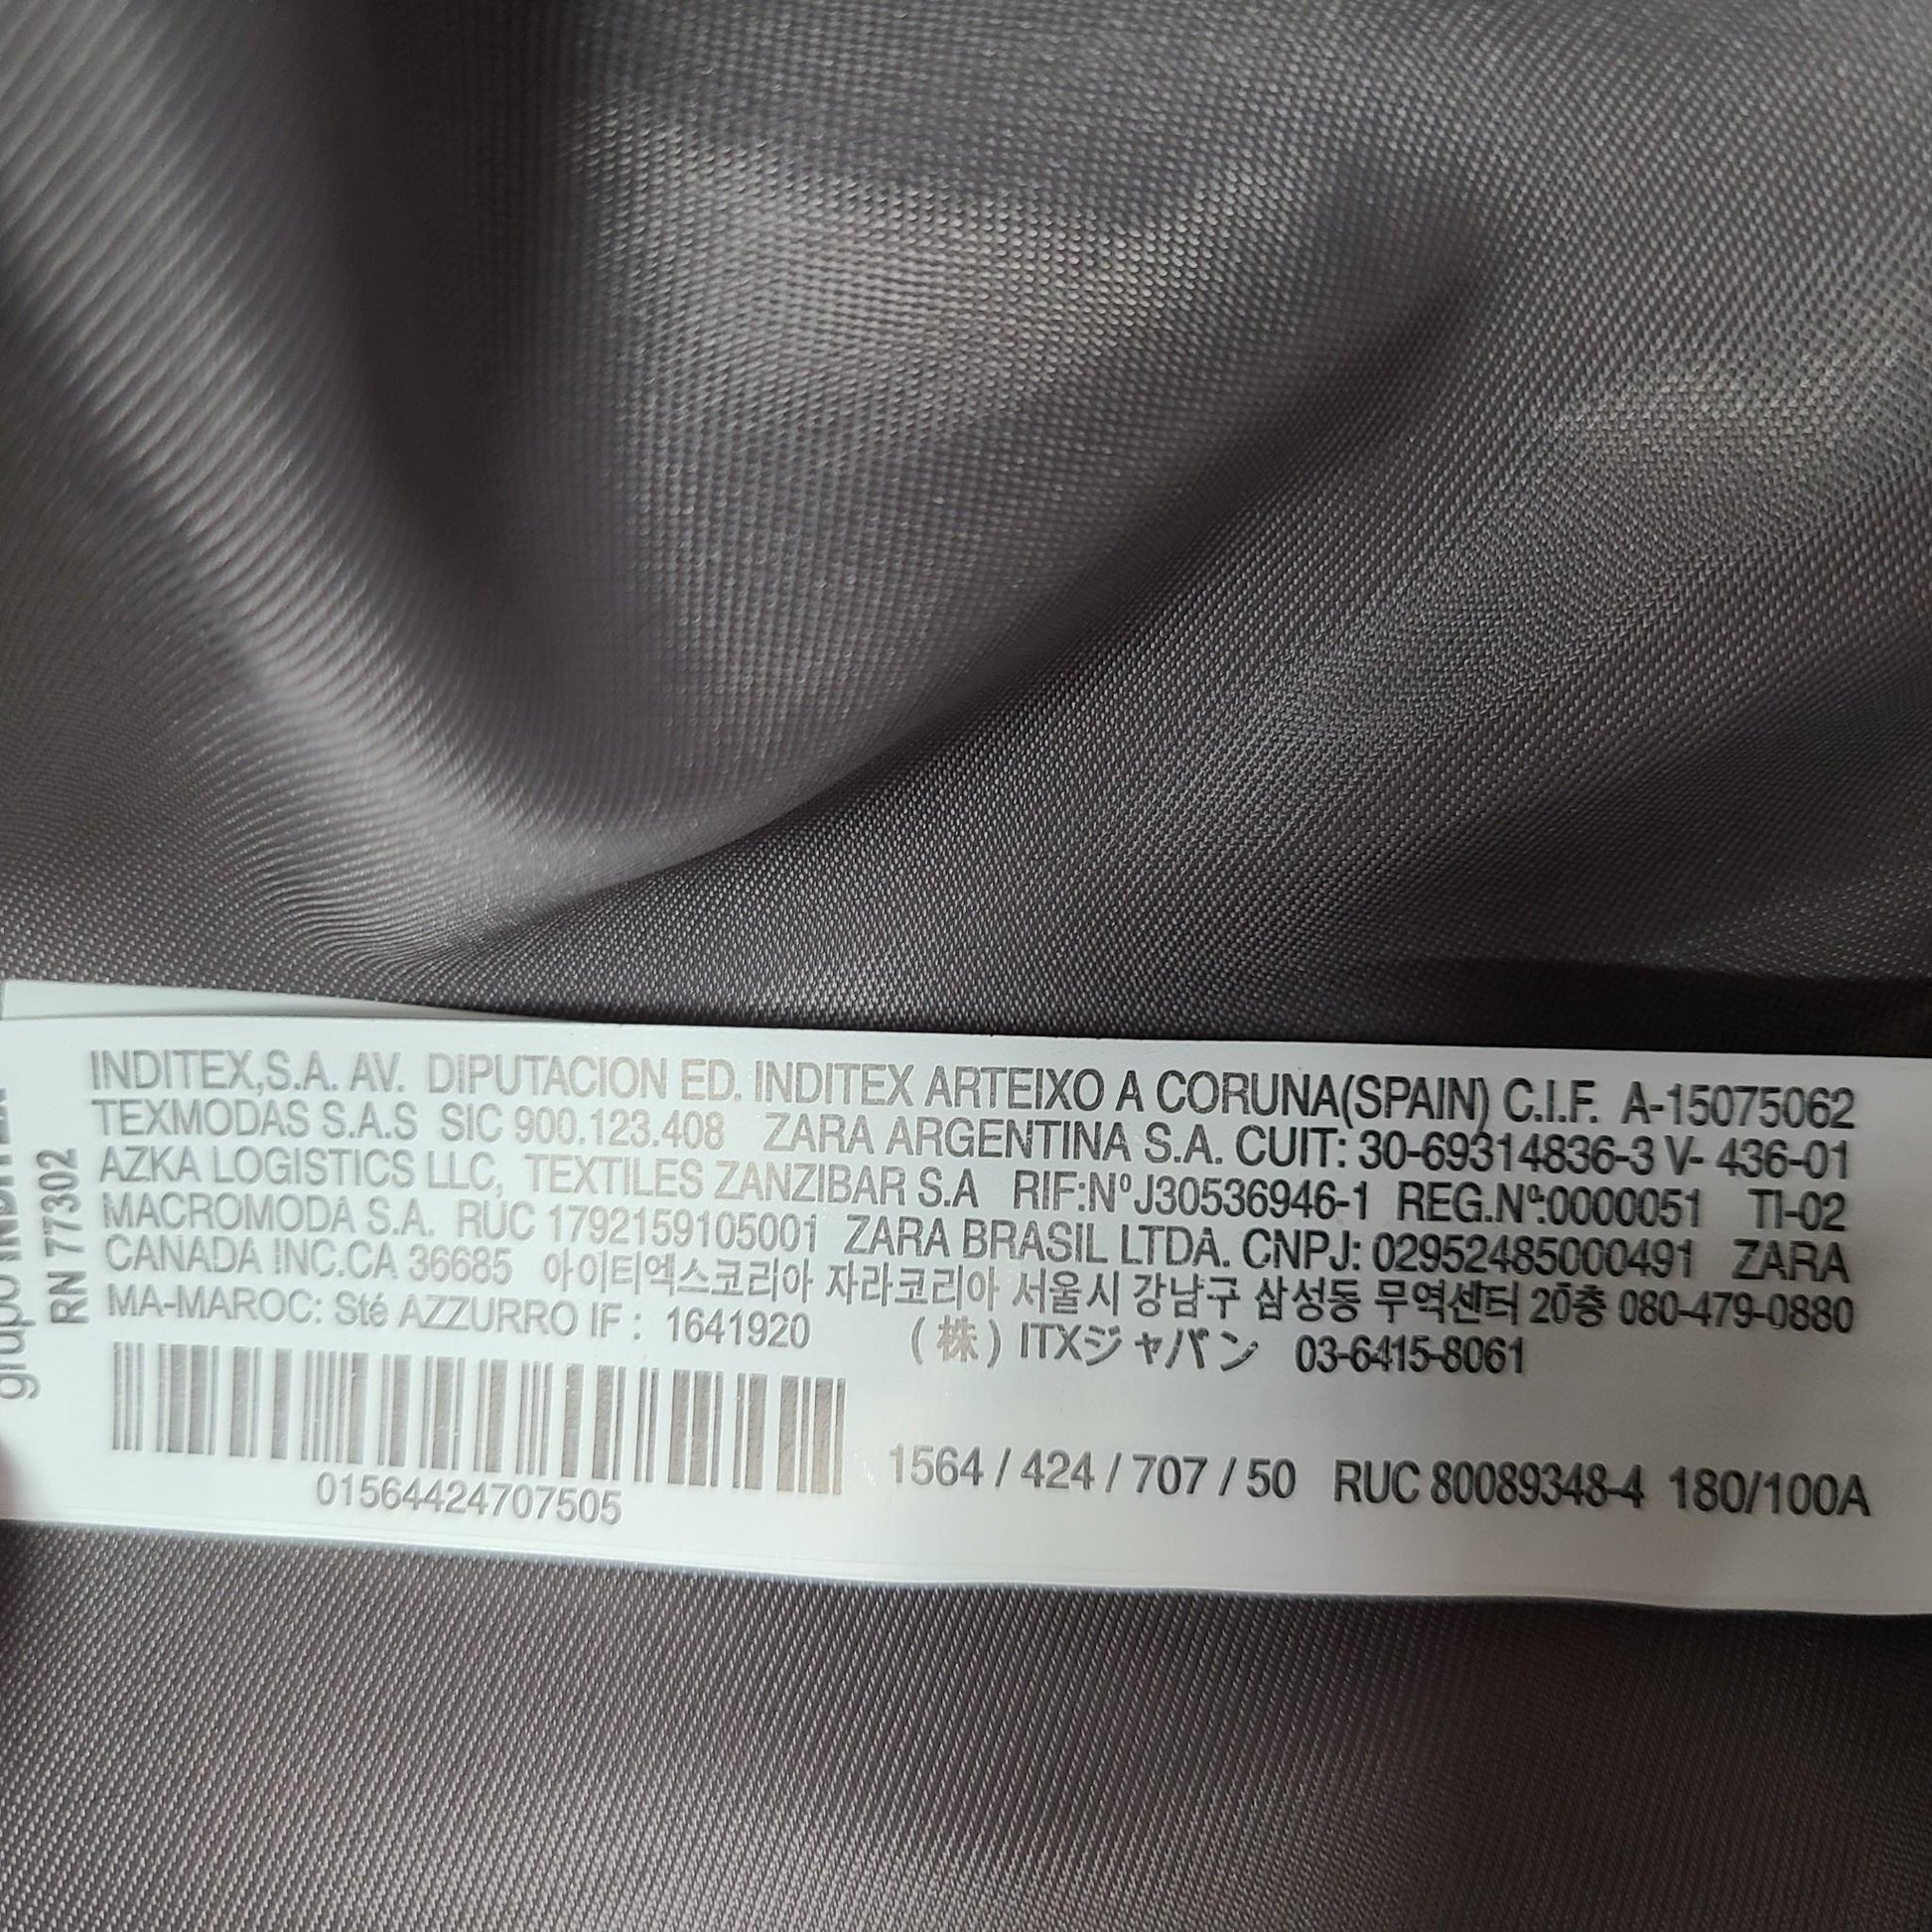 INDITEX,S.A. AV. DIPUTACION ED. INDITEX ARTEIXO A CORUNA(SPAIN) C.I.F. A-15075062
TEXMODAS S.A.S SIC 900.123.408 ZARA ARGENTINA S.A. CUIT: 30-69314836-3 V- 436-01
AZKA LOGISTICS LLC, TEXTILES ZANZIBAR S.A RIF:Nº J30536946-1 REG.Nº:0000051 TI-02
MACROMODA S.A. RUC 1792159105001 ZARA BRASIL LTDA. CNPJ: 02952485000491 ZARA
CANADA INC.CA 36685 아이티엑스코리아 자라코리아 서울시 강남구 삼성동 무역센터 20층 080-479-0880
MA-MAROC: Sté AZZURRO IF : 1641920 (株) ITXジャパン 03-6415-8061
01564424707505
1564 / 424 / 707 / 50 RUC 80089348-4 180/100A
grupo
RN 77302